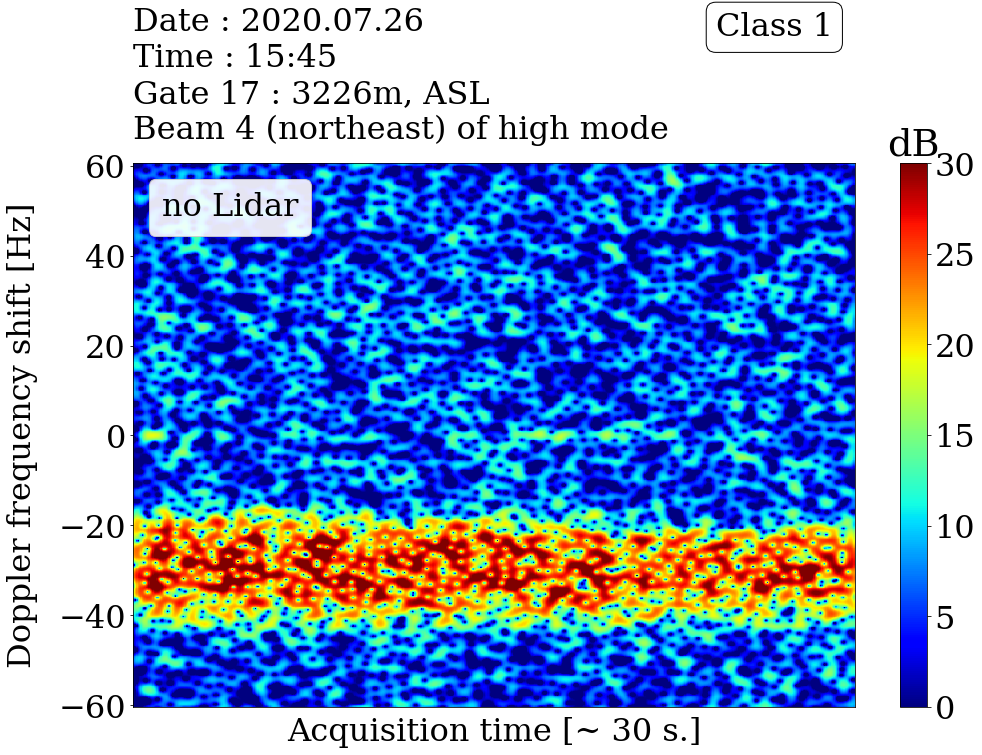 Date : 2020.07.26
Time : 15:45
Gate 17 : 3226m, ASL
Beam 4 (northeast) of high mode
Class 1
dB
no Lidar
Doppler frequency shift [Hz]
60
40
20
0
−20
−40
−60
Acquisition time [~ 30 s.]
30
25
20
15
10
5
0